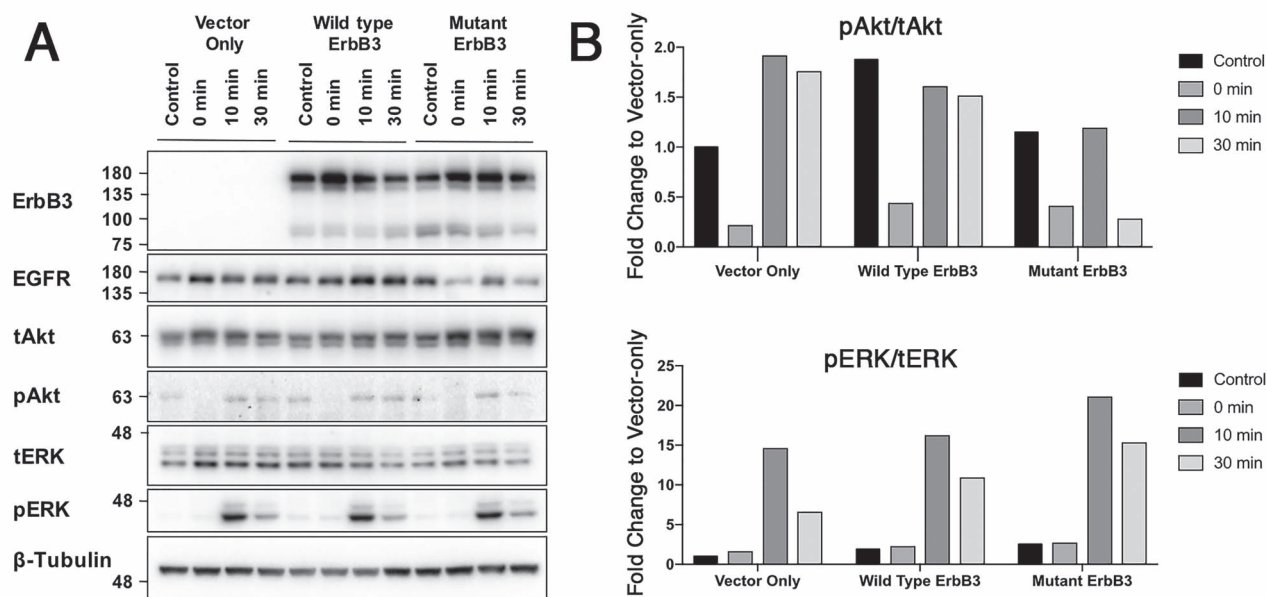 A
Vector
Only
Wild type
ErbB3
Mutant
ErbB3
Control
0 min
10 min
30 min
Control
0 min
10 min
30 min
Control
0 min
10 min
30 min
ErbB3
180
135
100
75
EGFR
180
135
tAkt
63
pAkt
63
tERK
48
pERK
48
β-Tubulin
48
B
pAkt/tAkt
Fold Change to Vector-only
2.0
1.5
1.0
0.5
0.0
Vector Only
Wild Type ErbB3
Mutant ErbB3
Control
0 min
10 min
30 min
pERK/tERK
Fold Change to Vector-only
25
20
15
10
5
0
Vector Only
Wild Type ErbB3
Mutant ErbB3
Control
0 min
10 min
30 min